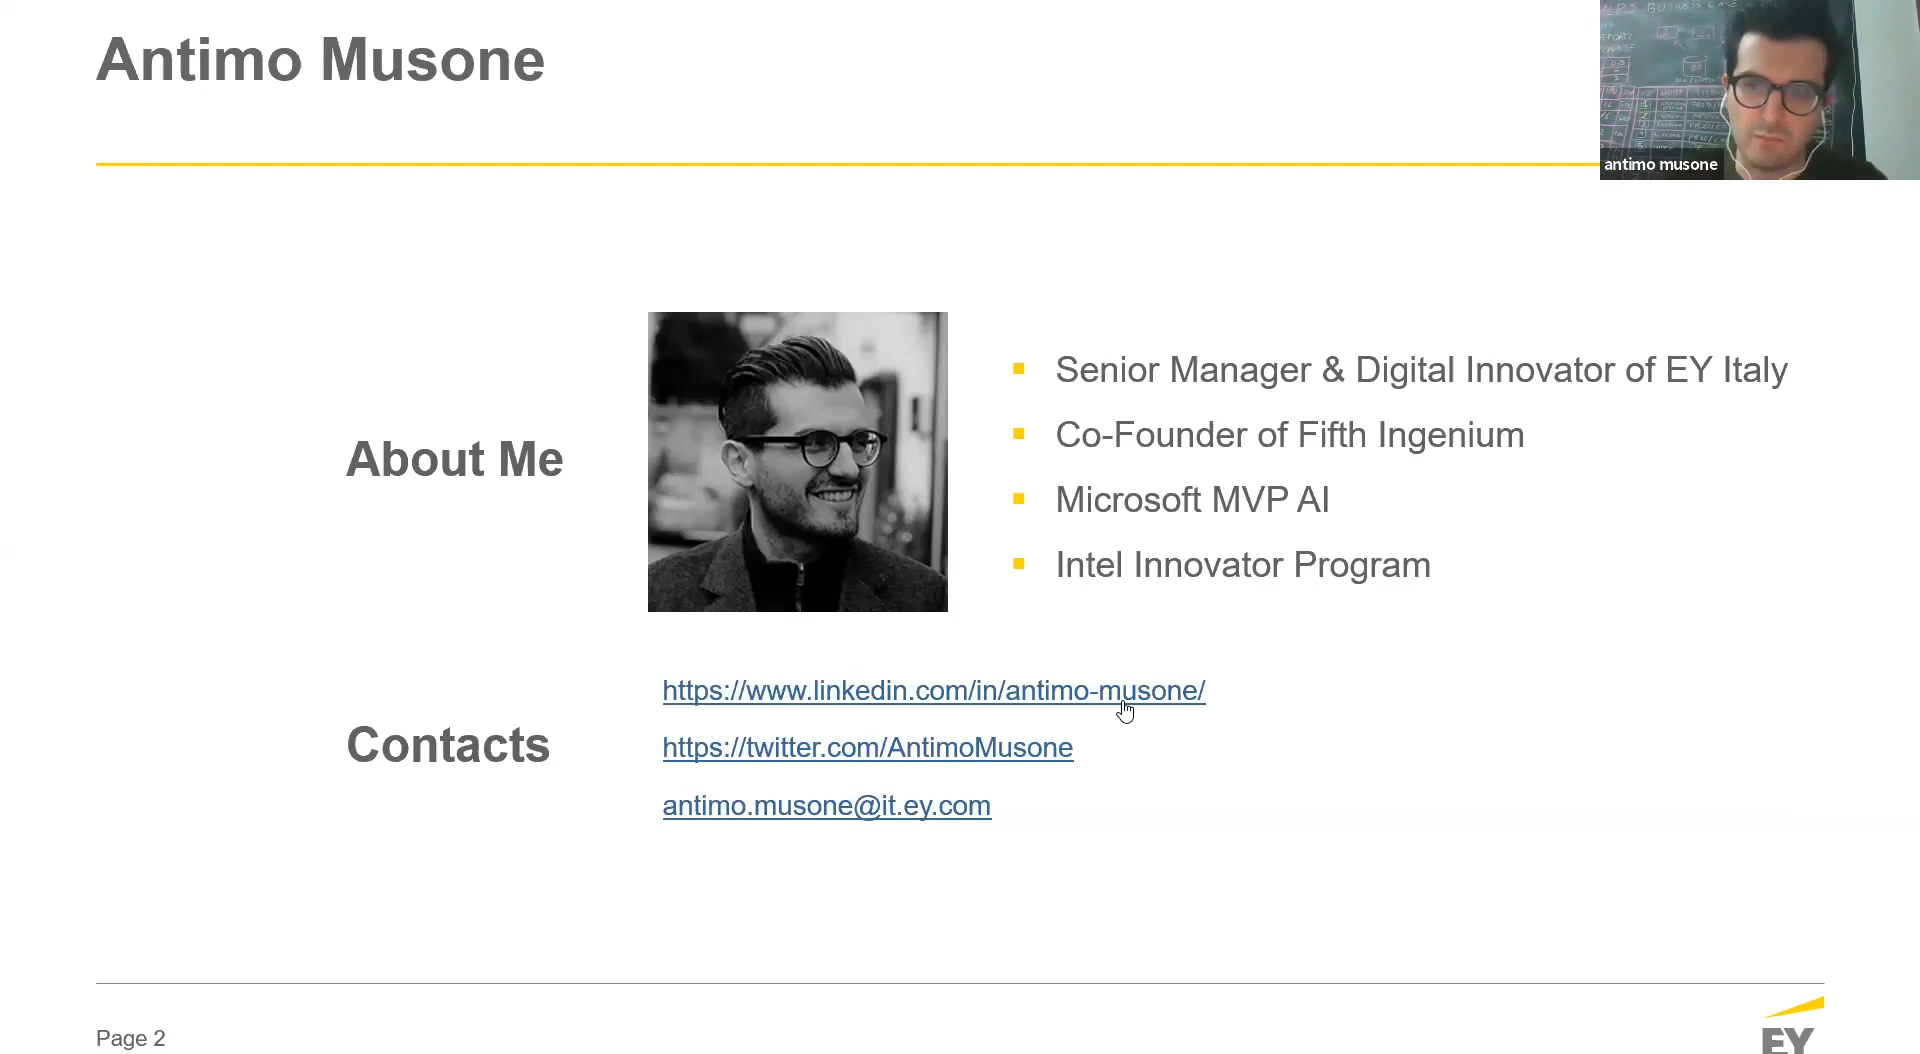 Antimo Musone
BUSINESS CASE
antimo musone
About Me
Senior Manager & Digital Innovator of EY Italy
Co-Founder of Fifth Ingenium
Microsoft MVP AI
Intel Innovator Program
Contacts
https://www.linkedin.com/in/antimo-musone/
https://twitter.com/AntimoMusone
antimo.musone@it.ey.com
Page 2
EY